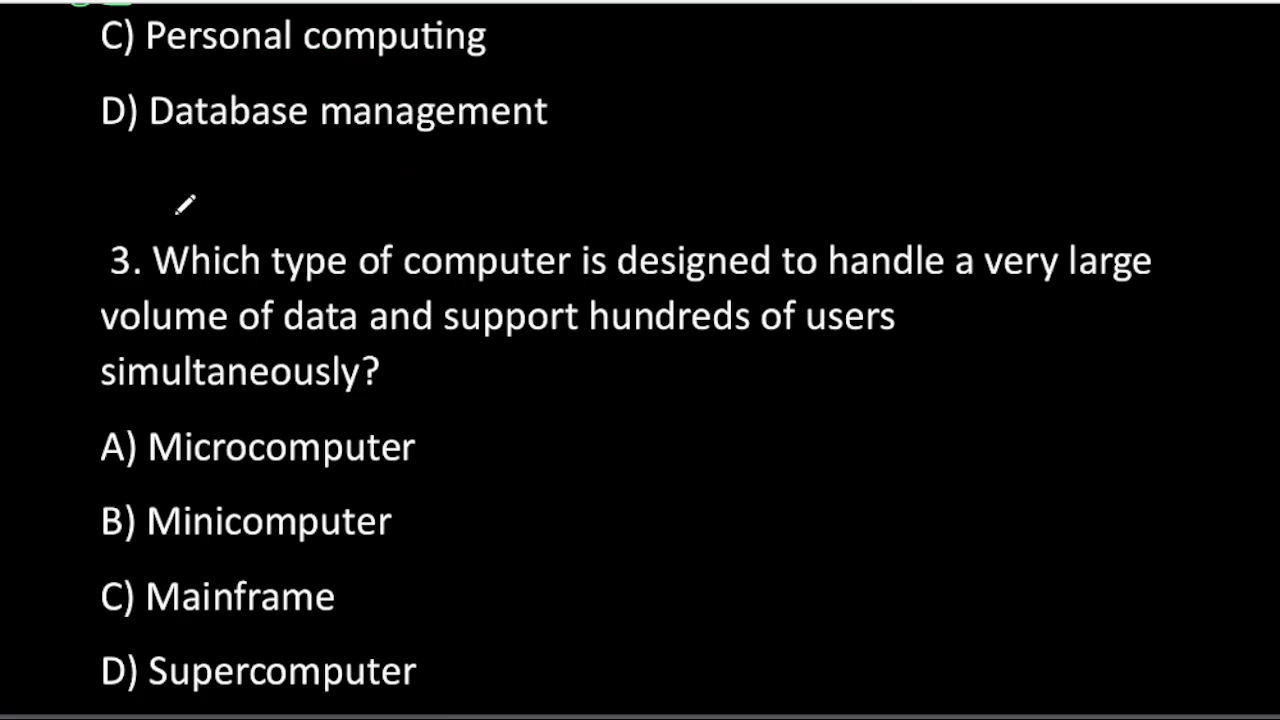 C) Personal computing
D) Database management
3. Which type of computer is designed to handle a very large
volume of data and support hundreds of users
simultaneously?
A) Microcomputer
B) Minicomputer
C) Mainframe
D) Supercomputer